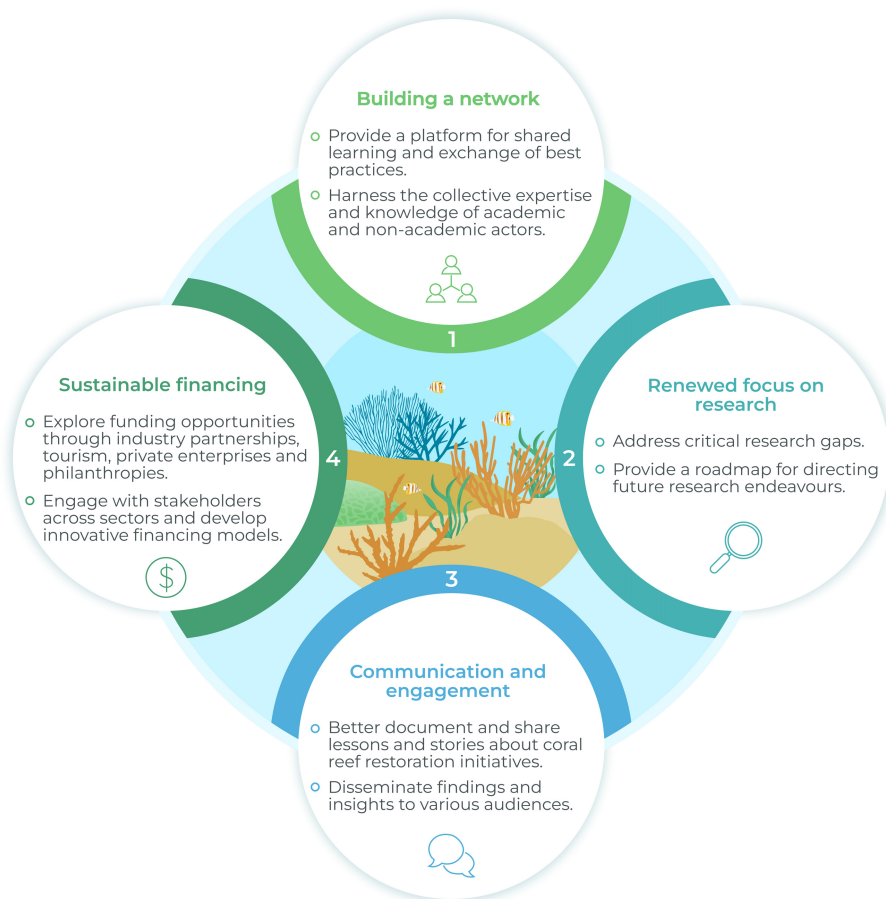 Building a network
Provide a platform for shared
learning and exchange of best
practices.
Harness the collective expertise
and knowledge of academic
and non-academic actors.
1
Renewed focus on
research
Address critical research gaps.
Provide a roadmap for directing
future research endeavours.
2
3
Communication and
engagement
Better document and share
lessons and stories about coral
reef restoration initiatives.
Disseminate findings and
insights to various audiences.
Sustainable financing
Explore funding opportunities
through industry partnerships,
tourism, private enterprises and
philanthropies.
Engage with stakeholders
across sectors and develop
innovative financing models.
$
4